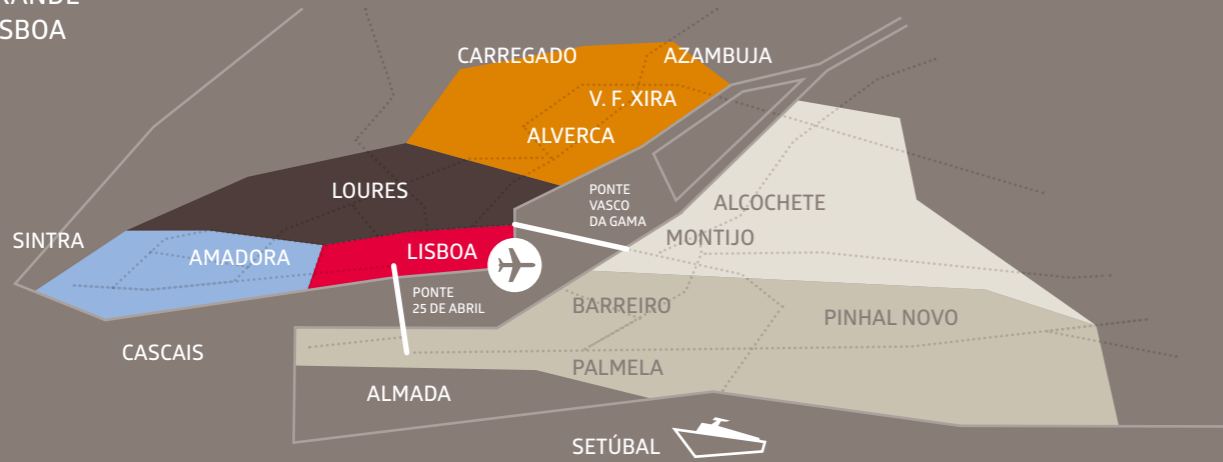 CARREGADO
AZAMBUJA
V. F. XIRA
ALVERCA
LOURES
PONTE
VASCO
DA GAMA
ALCOCHETE
SINTRA
MONTIJO
AMADORA
LISBOA
PONTE
25 DE ABRIL
BARREIRO
PINHAL NOVO
CASCAIS
PALMELA
ALMADA
SETÚBAL